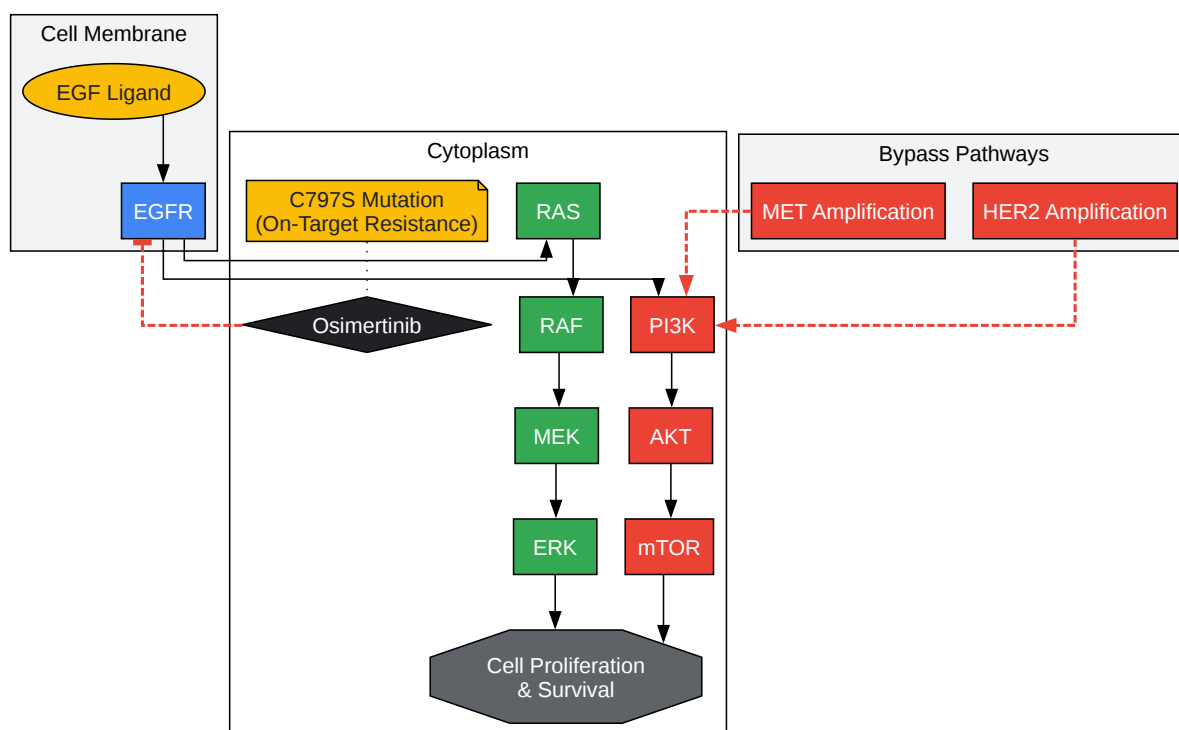 Cell Membrane
EGF Ligand
EGFR
Cytoplasm
C797S Mutation
(On-Target Resistance)
RAS
Osimertinib
RAF
PI3K
MEK
AKT
ERK
mTOR
Cell Proliferation
& Survival
Bypass Pathways
MET Amplification
HER2 Amplification